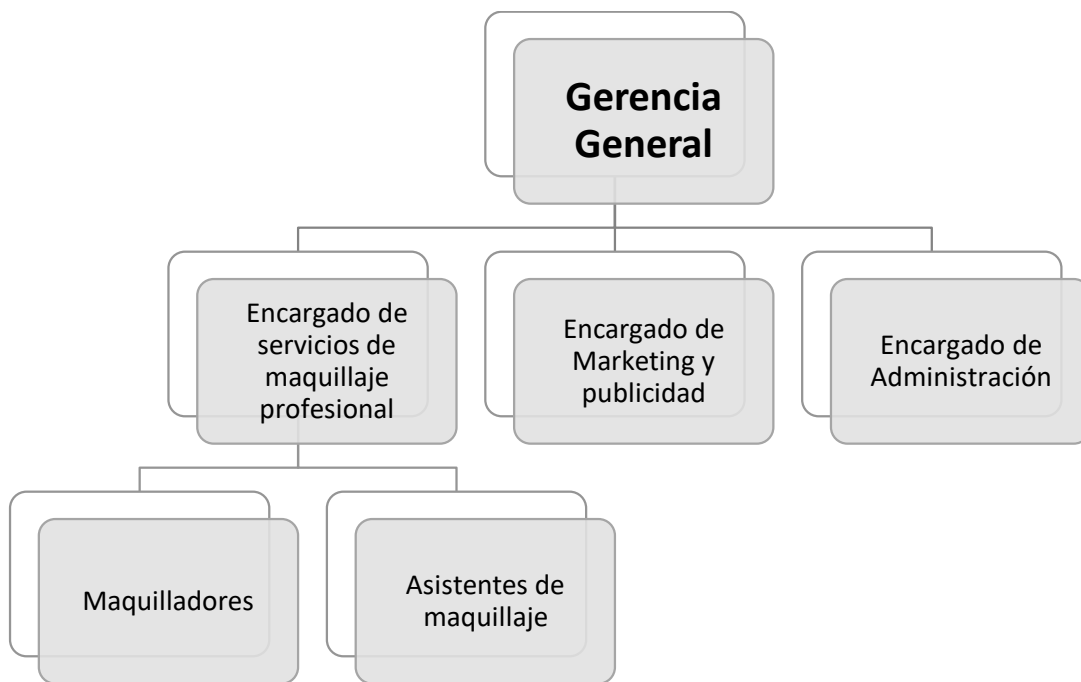 Gerencia
General
Encargado de
servicios de
maquillaje
profesional
Encargado de
Marketing y
publicidad
Encargado de
Administración
Maquilladores
Asistentes de
maquillaje